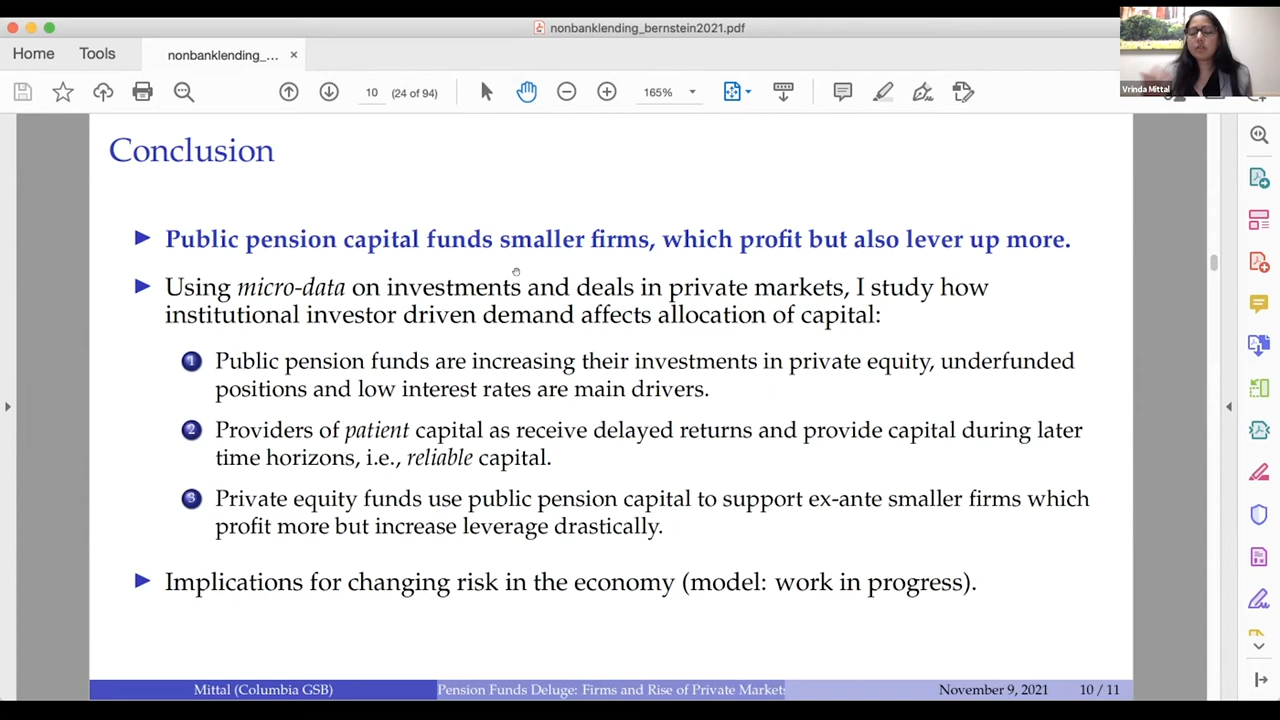 nonbanklending_bernstein2021.pdf
Home Tools nonbanklending_... ×
10 (24 of 94) 165%
Vrinda Mittal
Conclusion
Public pension capital funds smaller firms, which profit but also lever up more.
Using micro-data on investments and deals in private markets, I study how
institutional investor driven demand affects allocation of capital:
1 Public pension funds are increasing their investments in private equity, underfunded
positions and low interest rates are main drivers.
2 Providers of patient capital as receive delayed returns and provide capital during later
time horizons, i.e., reliable capital.
3 Private equity funds use public pension capital to support ex-ante smaller firms which
profit more but increase leverage drastically.
Implications for changing risk in the economy (model: work in progress).
Mittal (Columbia GSB) Pension Funds Deluge: Firms and Rise of Private Markets November 9, 2021 10 / 11